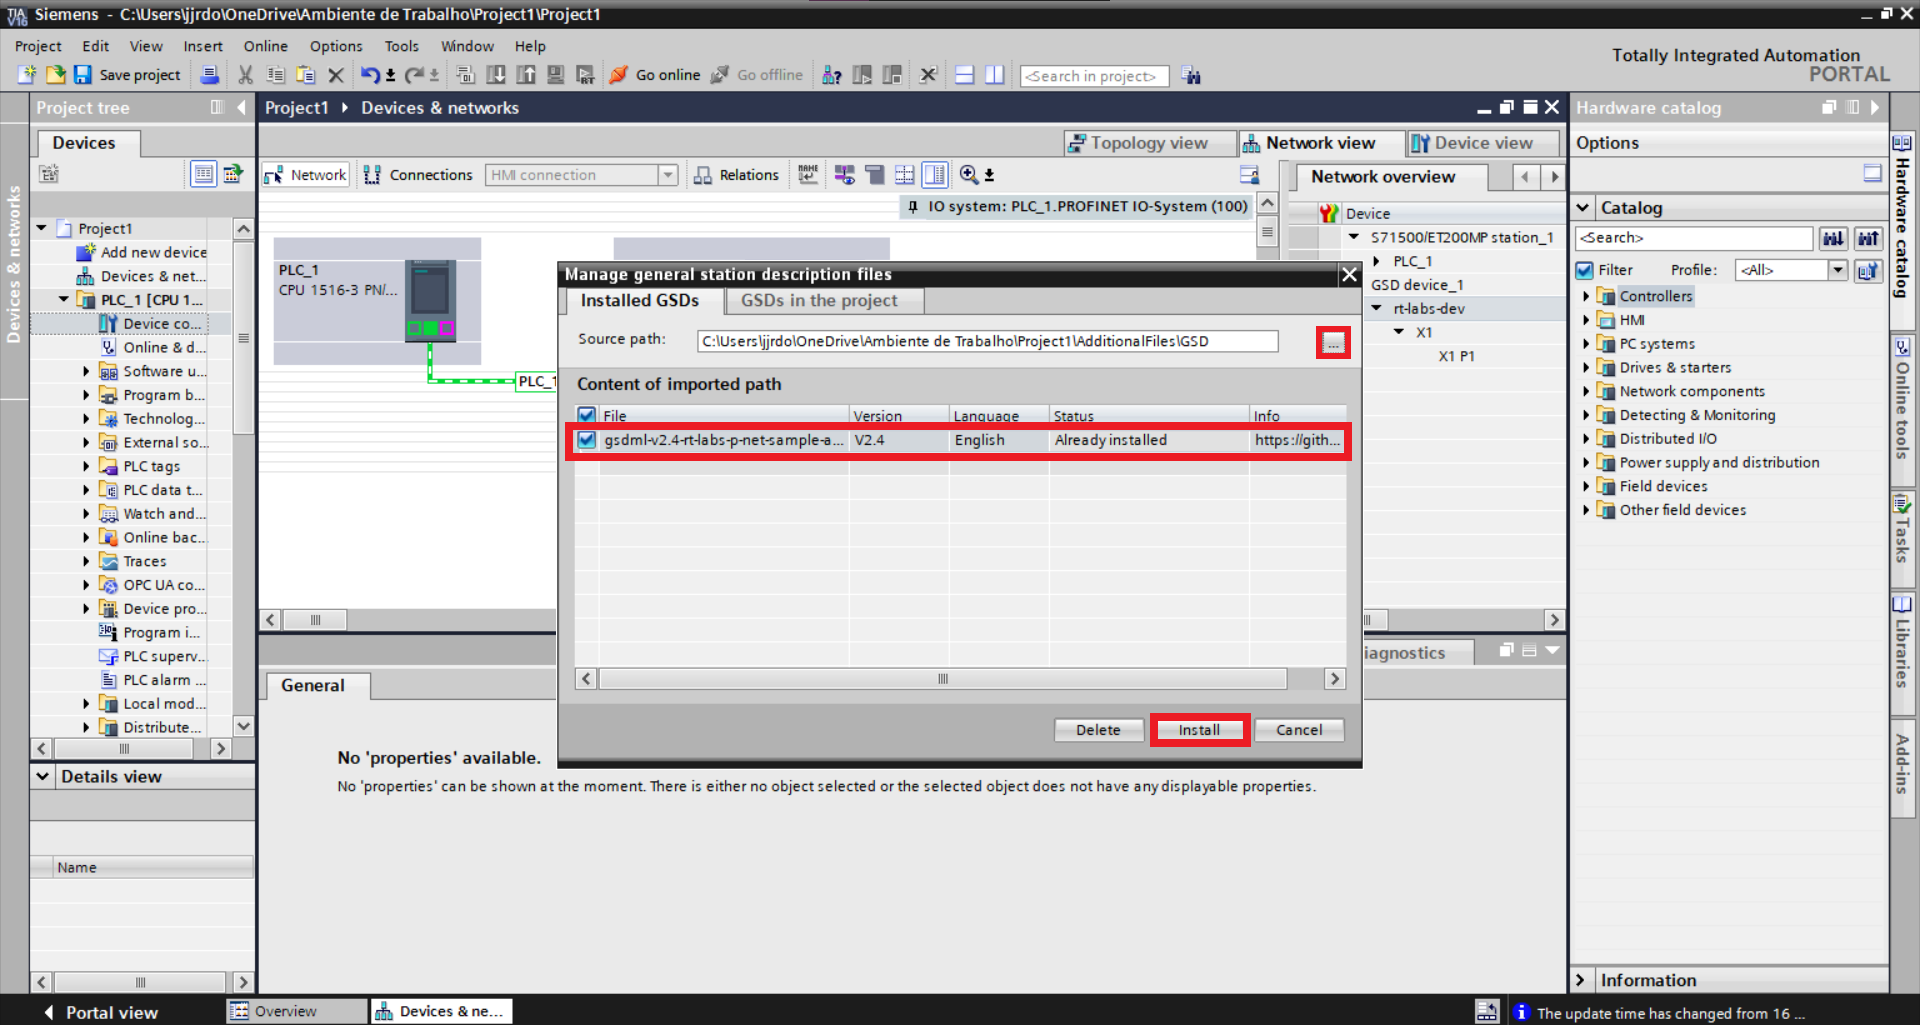 Siemens - C:\Users\jjrdo\OneDrive\Ambiente de Trabalho\Project1\Project1
Project Edit View Insert Online Options Tools Window Help
Totally Integrated Automation
PORTAL
Save project
Go online
Go offline
<Search in project>
Project tree
Project1 Devices & networks
Hardware catalog
Devices
Topology view
Network view
Device view
Options
Network
Connections
HMI connection
Relations
Network overview
IO system: PLC_1.PROFINET IO-System (100)
Catalog
<Search>
Filter
Profile:
<All>
Controllers
HMI
PC systems
Drives & starters
Network components
Detecting & Monitoring
Distributed I/O
Power supply and distribution
Field devices
Other field devices
Information
Devices & networks
Project1
Add new device
Devices & net...
PLC_1 [CPU 1...
Device co...
Online & d...
Software u...
Program b...
Technolog...
External so...
PLC tags
PLC data t...
Watch and...
Online bac...
Traces
OPC UA co...
Device pro...
Program i...
PLC superv...
PLC alarm ...
Local mod...
Distribute...
Details view
Name
PLC_1
CPU 1516-3 PN/...
PLC_1
Device
S71500/ET200MP station_1
PLC_1
GSD device_1
rt-labs-dev
X1
X1 P1
Manage general station description files
Installed GSDs
GSDs in the project
Source path:
C:\Users\jjrdo\OneDrive\Ambiente de Trabalho\Project1\AdditionalFiles\GSD
...
Content of imported path
File Version Language Status Info
gsdml-v2.4-rt-labs-p-net-sample-a... V2.4 English Already installed https://gith...
Delete
Install
Cancel
iagnostics
General
No 'properties' available.
No 'properties' can be shown at the moment. There is either no object selected or the selected object does not have any displayable properties.
Hardware catalog
Online tools
Tasks
Libraries
Add-ins
Portal view
Overview
Devices & ne...
The update time has changed from 16 ...